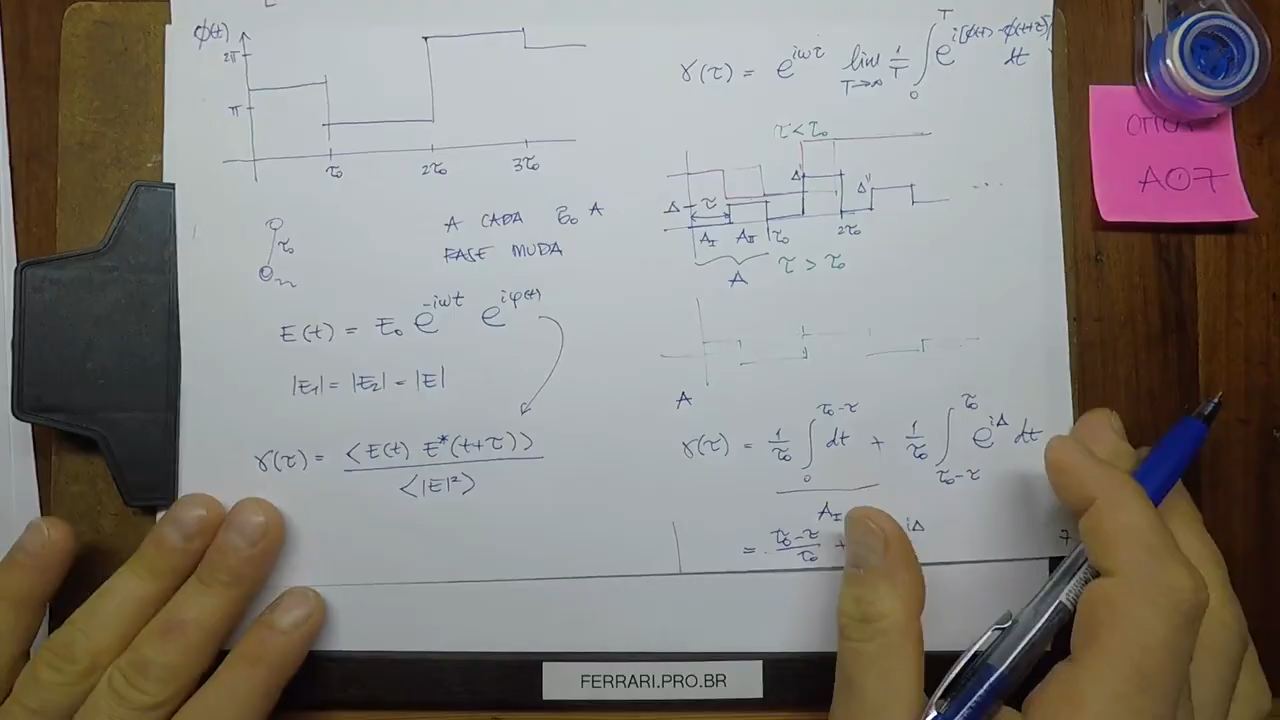 φ(t)
2π
π
τ₀ 2τ₀ 3τ₀
τ₀
A CADA τ₀ A
FASE MUDA
E(t) = E₀ e^{-iωt} e^{iφ(t)}
|E₁| = |E₂| = |E|
γ(τ) = <E(t) E*(t+τ)> / <|E|²>
γ(τ) = e^{iωτ} lim_{T→∞} 1/T ∫₀^T e^{i[φ(t)-φ(t+τ)]} dt
τ < τ₀
Δ τ Δ' Δ'' ...
A_I A_II τ₀ 2τ₀
A τ > τ₀
A
γ(τ) = 1/τ₀ ∫₀^{τ₀-τ} dt + 1/τ₀ ∫_{τ₀-τ}^{τ₀} e^{iΔ} dt
A_I
= τ₀-τ/τ₀ + iΔ
7
A07
FERRARI.PRO.BR